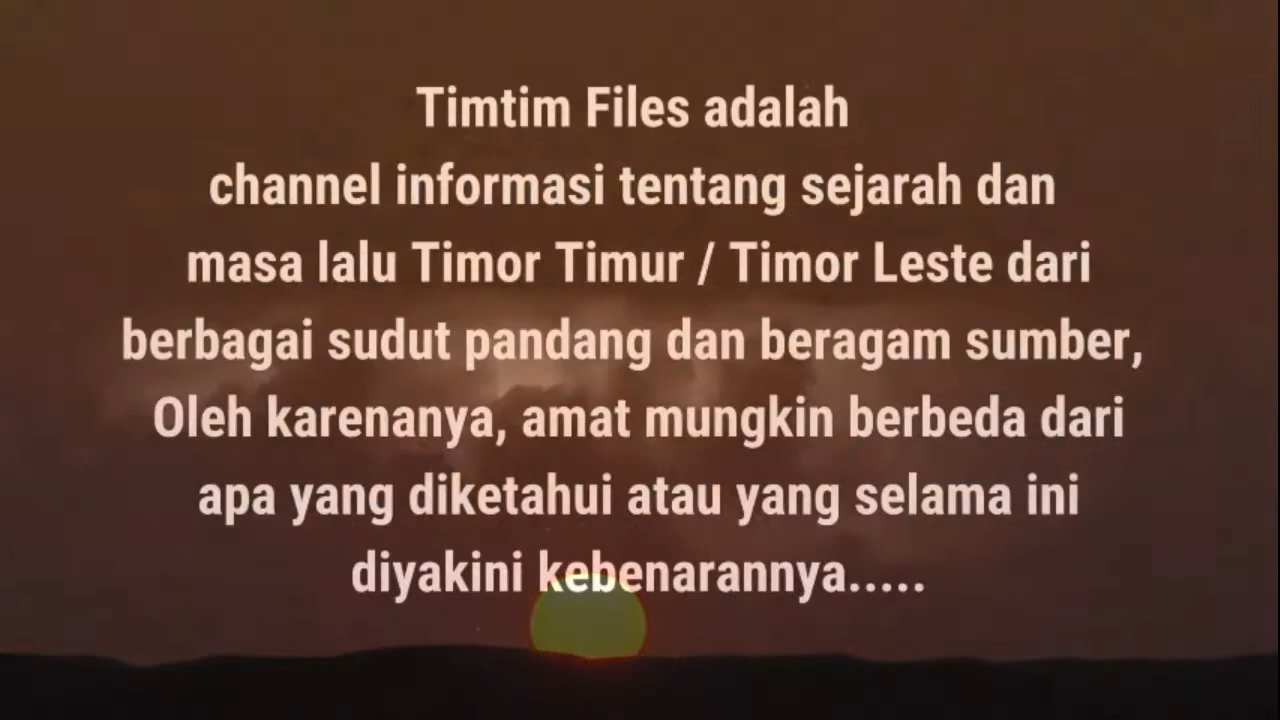 Timtim Files adalah
channel informasi tentang sejarah dan
masa lalu Timor Timur / Timor Leste dari
berbagai sudut pandang dan beragam sumber,
Oleh karenanya, amat mungkin berbeda dari
apa yang diketahui atau yang selama ini
diyakini kebenarannya.....